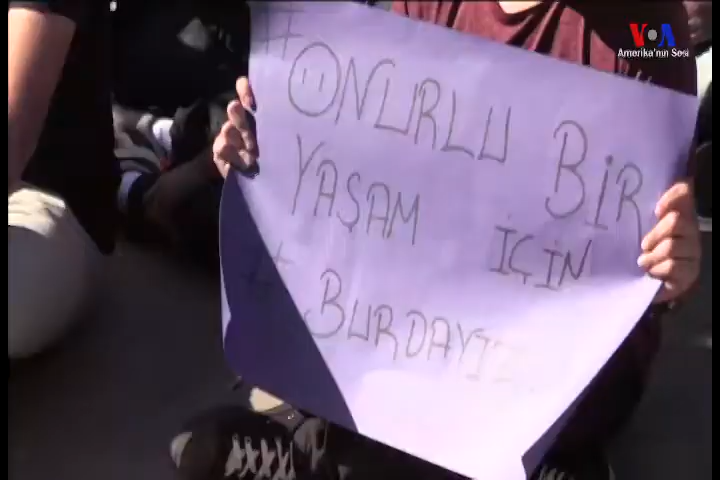 VOA
Amerika'nın Sesi
#ONURLU BİR
YAŞAM İÇİN
# BURDAYIZ